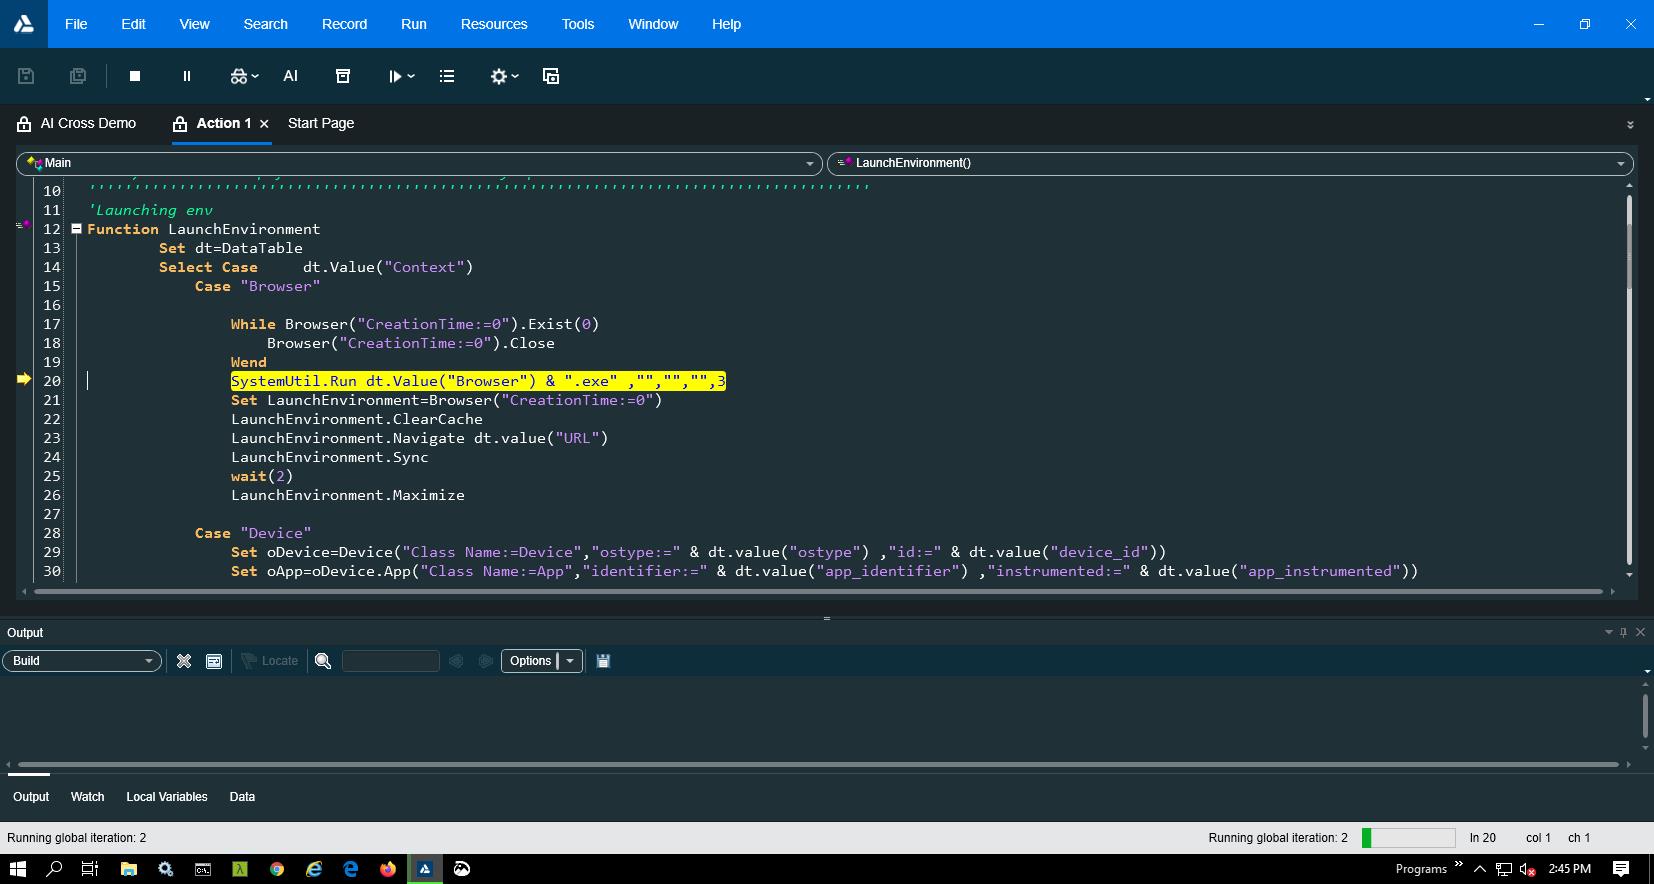 File Edit View Search Record Run Resources Tools Window Help
AI
AI Cross Demo Action 1 × Start Page
Main LaunchEnvironment()
10 '''''''''''''''''''''''''''''''''''''''''''''''''''''''''''''''''''''''''''''''''''''''
11 'Launching env
12 Function LaunchEnvironment
13 Set dt=DataTable
14 Select Case dt.Value("Context")
15 Case "Browser"
16
17 While Browser("CreationTime:=0").Exist(0)
18 Browser("CreationTime:=0").Close
19 Wend
20 SystemUtil.Run dt.Value("Browser") & ".exe" ,"","","",3
21 Set LaunchEnvironment=Browser("CreationTime:=0")
22 LaunchEnvironment.ClearCache
23 LaunchEnvironment.Navigate dt.value("URL")
24 LaunchEnvironment.Sync
25 wait(2)
26 LaunchEnvironment.Maximize
27
28 Case "Device"
29 Set oDevice=Device("Class Name:=Device","ostype:=" & dt.value("ostype") ,"id:=" & dt.value("device_id"))
30 Set oApp=oDevice.App("Class Name:=App","identifier:=" & dt.value("app_identifier") ,"instrumented:=" & dt.value("app_instrumented"))
Output
Build Locate Options
Output Watch Local Variables Data
Running global iteration: 2 Running global iteration: 2 ln 20 col 1 ch 1
Programs » 2:45 PM